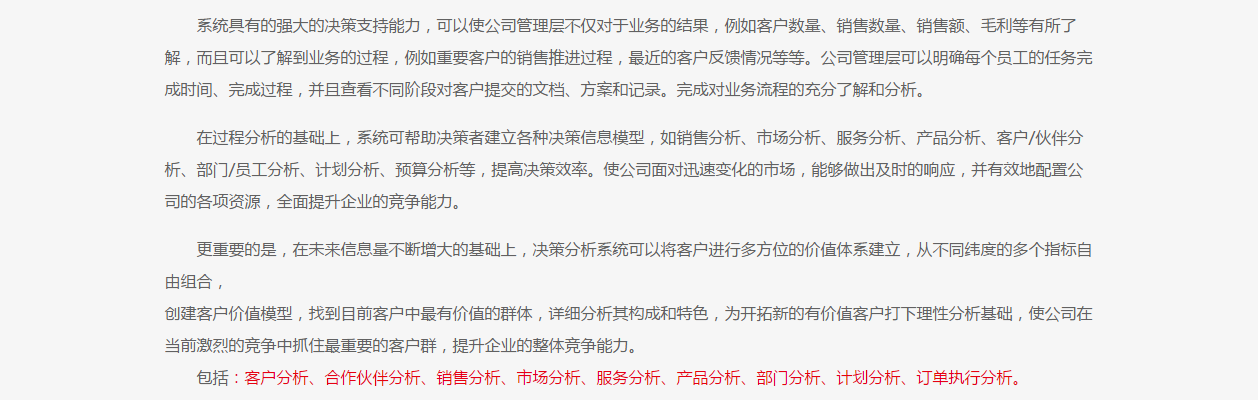 系统具有的强大的决策支持能力，可以使公司管理层不仅对于业务的结果，例如客户数量、销售数量、销售额、毛利等有所了
解，而且可以了解到业务的过程，例如重要客户的销售推进过程，最近的客户反馈情况等等。公司管理层可以明确每个员工的任务完
成时间、完成过程，并且查看不同阶段对客户提交的文档、方案和记录。完成对业务流程的充分了解和分析。
在过程分析的基础上，系统可帮助决策者建立各种决策信息模型，如销售分析、市场分析、服务分析、产品分析、客户/伙伴分
析、部门/员工分析、计划分析、预算分析等，提高决策效率。使公司面对迅速变化的市场，能够做出及时的响应，并有效地配置公
司的各项资源，全面提升企业的竞争能力。
更重要的是，在未来信息量不断增大的基础上，决策分析系统可以将客户进行多方位的价值体系建立，从不同纬度的多个指标自
由组合，
创建客户价值模型，找到目前客户中最有价值的群体，详细分析其构成和特色，为开拓新的有价值客户打下理性分析基础，使公司在
当前激烈的竞争中抓住最重要的客户群，提升企业的整体竞争能力。
包括：客户分析、合作伙伴分析、销售分析、市场分析、服务分析、产品分析、部门分析、计划分析、订单执行分析。